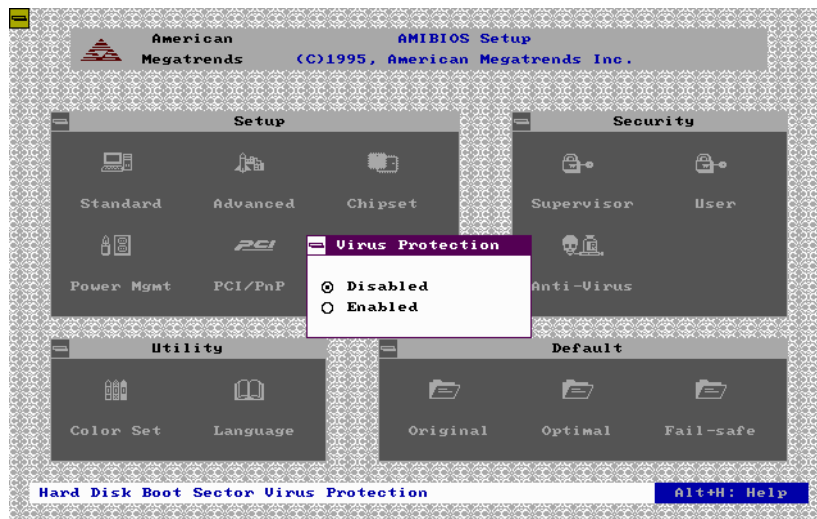 American
Megatrends
AMIBIOS Setup
(C)1995, American Megatrends Inc.
Setup
Standard Advanced Chipset
Power Mgmt PCI PCI/PnP
Security
Supervisor User
Anti-Virus
Virus Protection
Disabled
Enabled
Utility
Color Set Language
Default
Original Optimal Fail-safe
Hard Disk Boot Sector Virus Protection
Alt+H: Help